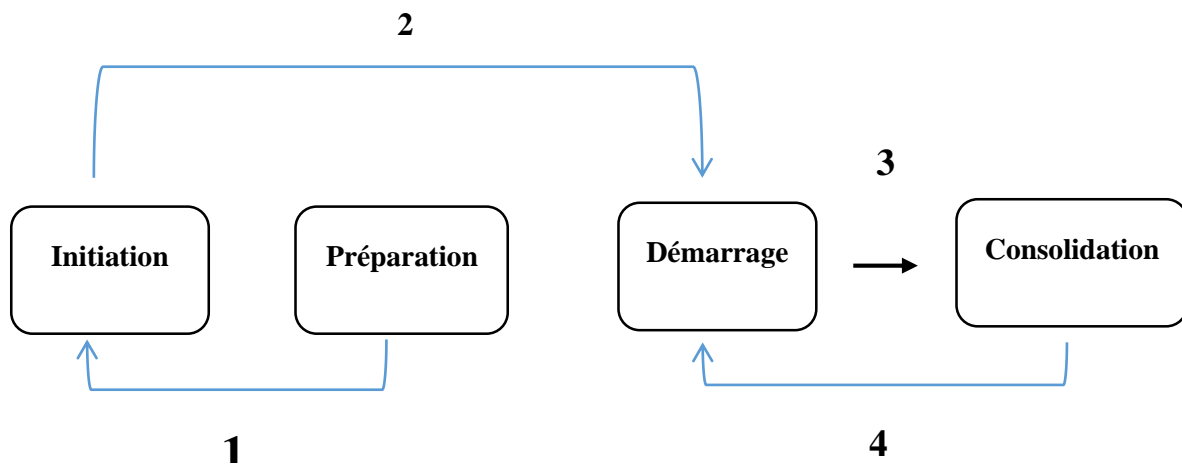 2
3
Initiation
Préparation
Démarrage
Consolidation
1
4